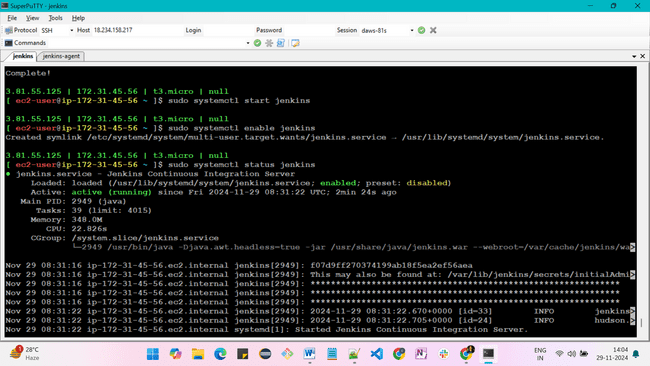 SuperPuTTY - jenkins
File View Tools Help
Protocol SSH Host 18.234.158.217 Login Password Session daws-81s
Commands
jenkins jenkins-agent
Complete!
3.81.55.125 | 172.31.45.56 | t3.micro | null
[ ec2-user@ip-172-31-45-56 ~ ]$ sudo systemctl start jenkins
3.81.55.125 | 172.31.45.56 | t3.micro | null
[ ec2-user@ip-172-31-45-56 ~ ]$ sudo systemctl enable jenkins
Created symlink /etc/systemd/system/multi-user.target.wants/jenkins.service → /usr/lib/systemd/system/jenkins.service.
3.81.55.125 | 172.31.45.56 | t3.micro | null
[ ec2-user@ip-172-31-45-56 ~ ]$ sudo systemctl status jenkins
● jenkins.service - Jenkins Continuous Integration Server
Loaded: loaded (/usr/lib/systemd/system/jenkins.service; enabled; preset: disabled)
Active: active (running) since Fri 2024-11-29 08:31:22 UTC; 2min 24s ago
Main PID: 2949 (java)
Tasks: 39 (limit: 4015)
Memory: 348.0M
CPU: 22.826s
CGroup: /system.slice/jenkins.service
└─2949 /usr/bin/java -Djava.awt.headless=true -jar /usr/share/java/jenkins.war --webroot=/var/cache/jenkins/wa>
Nov 29 08:31:16 ip-172-31-45-56.ec2.internal jenkins[2949]: f07d9ff270374199ab18f5ea2ef56aea
Nov 29 08:31:16 ip-172-31-45-56.ec2.internal jenkins[2949]: This may also be found at: /var/lib/jenkins/secrets/initialAdmi>
Nov 29 08:31:16 ip-172-31-45-56.ec2.internal jenkins[2949]: *************************************************************
Nov 29 08:31:16 ip-172-31-45-56.ec2.internal jenkins[2949]: *************************************************************
Nov 29 08:31:16 ip-172-31-45-56.ec2.internal jenkins[2949]: *************************************************************
Nov 29 08:31:22 ip-172-31-45-56.ec2.internal jenkins[2949]: 2024-11-29 08:31:22.670+0000 [id=33] INFO jenkins>
Nov 29 08:31:22 ip-172-31-45-56.ec2.internal jenkins[2949]: 2024-11-29 08:31:22.705+0000 [id=24] INFO hudson.>
Nov 29 08:31:22 ip-172-31-45-56.ec2.internal systemd[1]: Started Jenkins Continuous Integration Server.
28°C
Haze
ENG
IN
14:04
29-11-2024